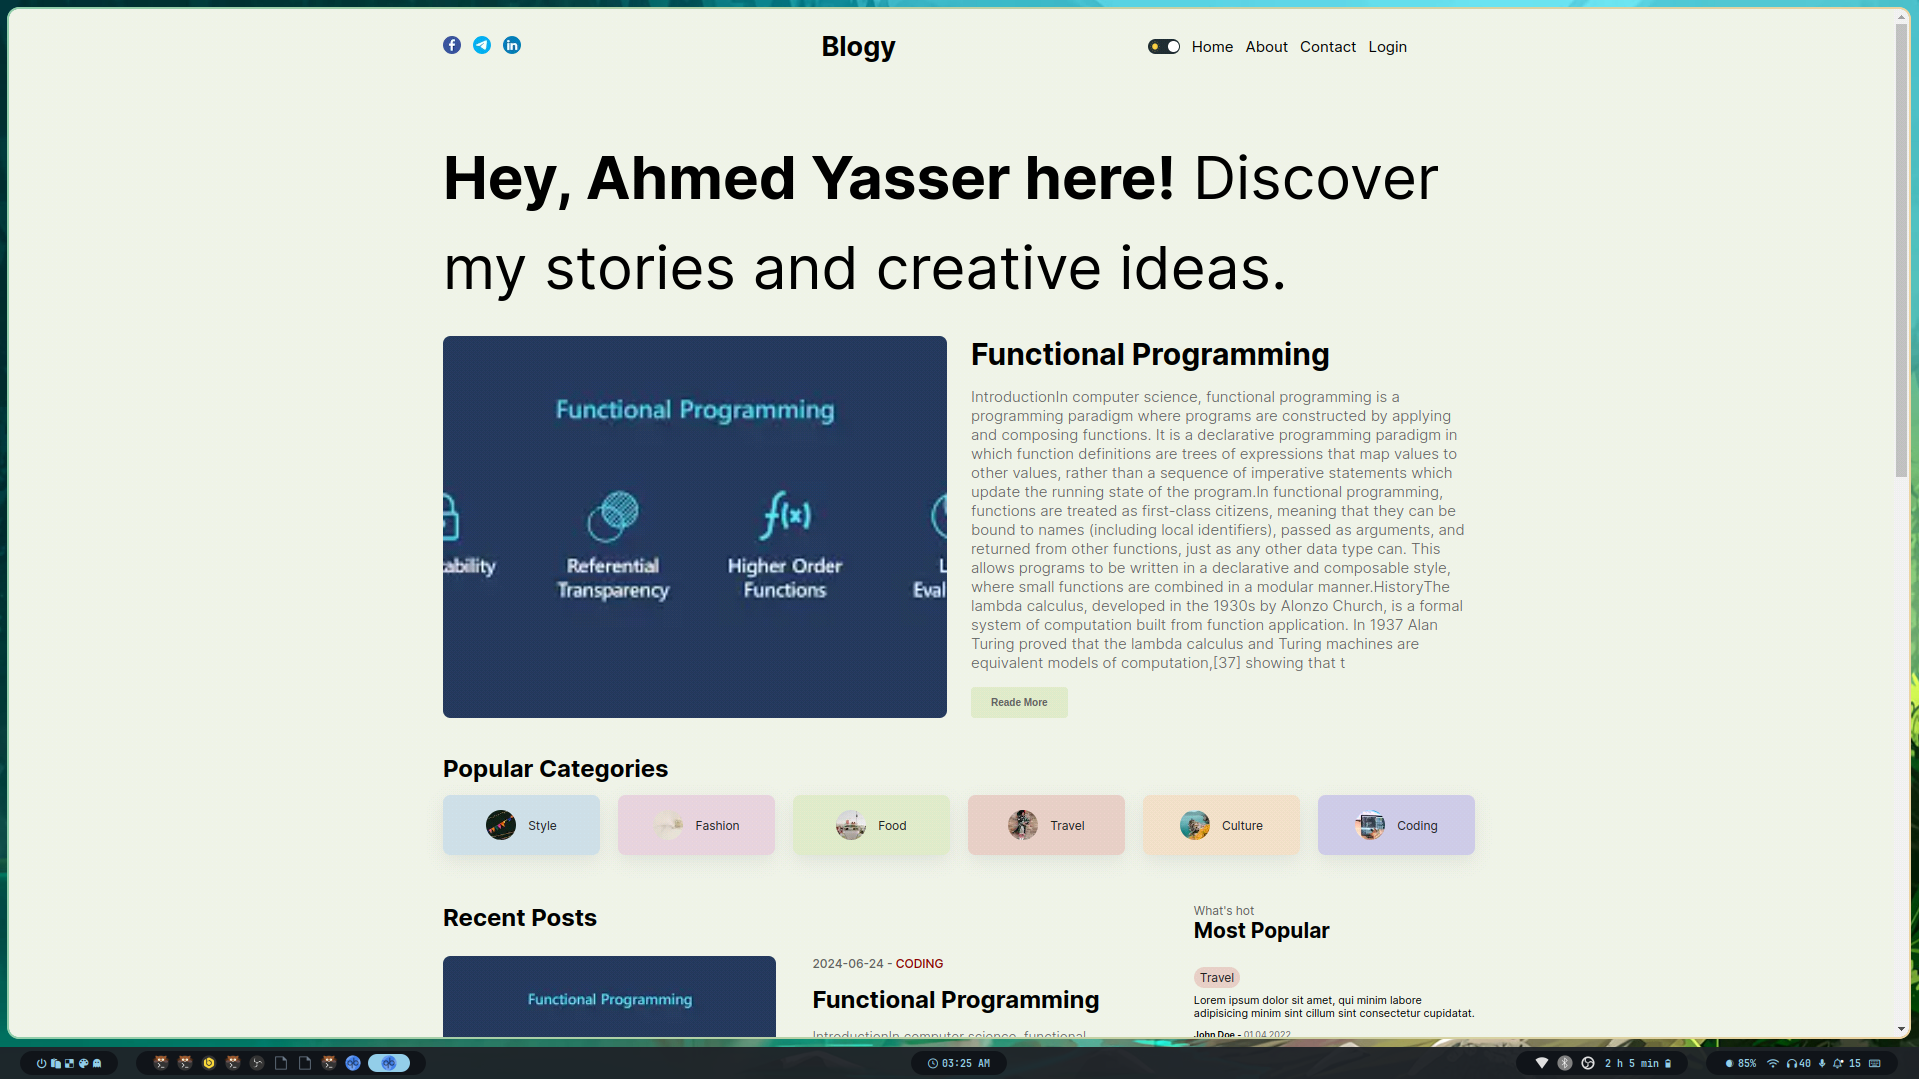 Blogy
Home About Contact Login
Hey, Ahmed Yasser here! Discover
my stories and creative ideas.
Functional Programming
ability
Referential
Transparency
Higher Order
Functions
L
Eval
Functional Programming
IntroductionIn computer science, functional programming is a
programming paradigm where programs are constructed by applying
and composing functions. It is a declarative programming paradigm in
which function definitions are trees of expressions that map values to
other values, rather than a sequence of imperative statements which
update the running state of the program.In functional programming,
functions are treated as first-class citizens, meaning that they can be
bound to names (including local identifiers), passed as arguments, and
returned from other functions, just as any other data type can. This
allows programs to be written in a declarative and composable style,
where small functions are combined in a modular manner.HistoryThe
lambda calculus, developed in the 1930s by Alonzo Church, is a formal
system of computation built from function application. In 1937 Alan
Turing proved that the lambda calculus and Turing machines are
equivalent models of computation,[37] showing that t
Reade More
Popular Categories
Style
Fashion
Food
Travel
Culture
Coding
Recent Posts
Functional Programming
2024-06-24 - CODING
Functional Programming
IntroductionIn computer science, functional
What's hot
Most Popular
Travel
Lorem ipsum dolor sit amet, qui minim labore
adipisicing minim sint cillum sint consectetur cupidatat.
John Doe - 01.04.2022
03:25 AM
2 h 5 min
85% 40 15